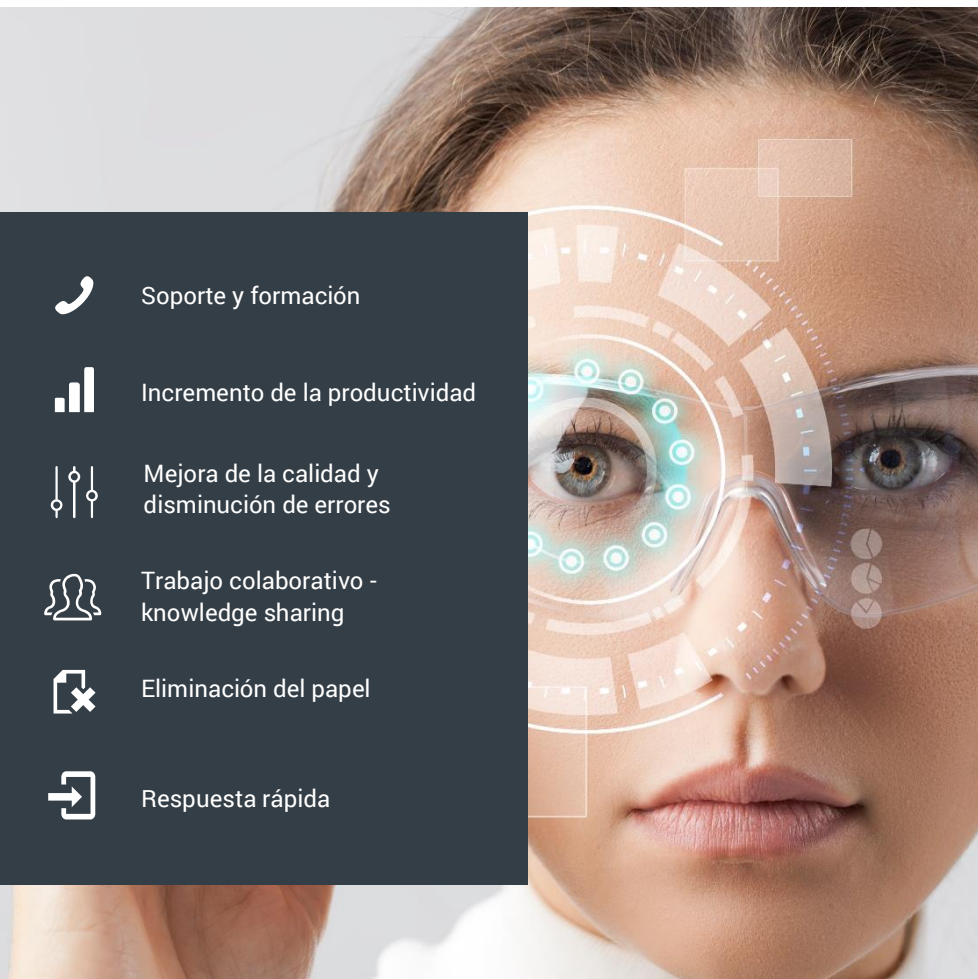 Soporte y formación
Incremento de la productividad
Mejora de la calidad y
disminución de errores
Trabajo colaborativo -
knowledge sharing
Eliminación del papel
Respuesta rápida